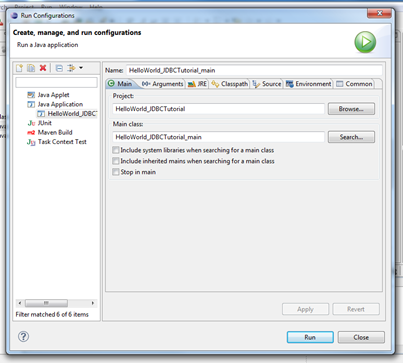 Run Configurations
Create, manage, and run configurations
Run a Java application
Name: HelloWorld_JDBCTutorial_main
Main Arguments JRE Classpath Source Environment Common
Project:
HelloWorld_JDBCTutorial
Browse...
Main class:
HelloWorld_JDBCTutorial_main
Search...
Include system libraries when searching for a main class
Include inherited mains when searching for a main class
Stop in main
Java Applet
Java Application
HelloWorld_JDBCT
JUnit
Maven Build
Task Context Test
Filter matched 6 of 6 items
Apply Revert
Run Close